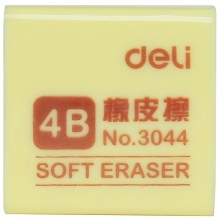 deli
4B 橡皮擦
No.3044
SOFT ERASER